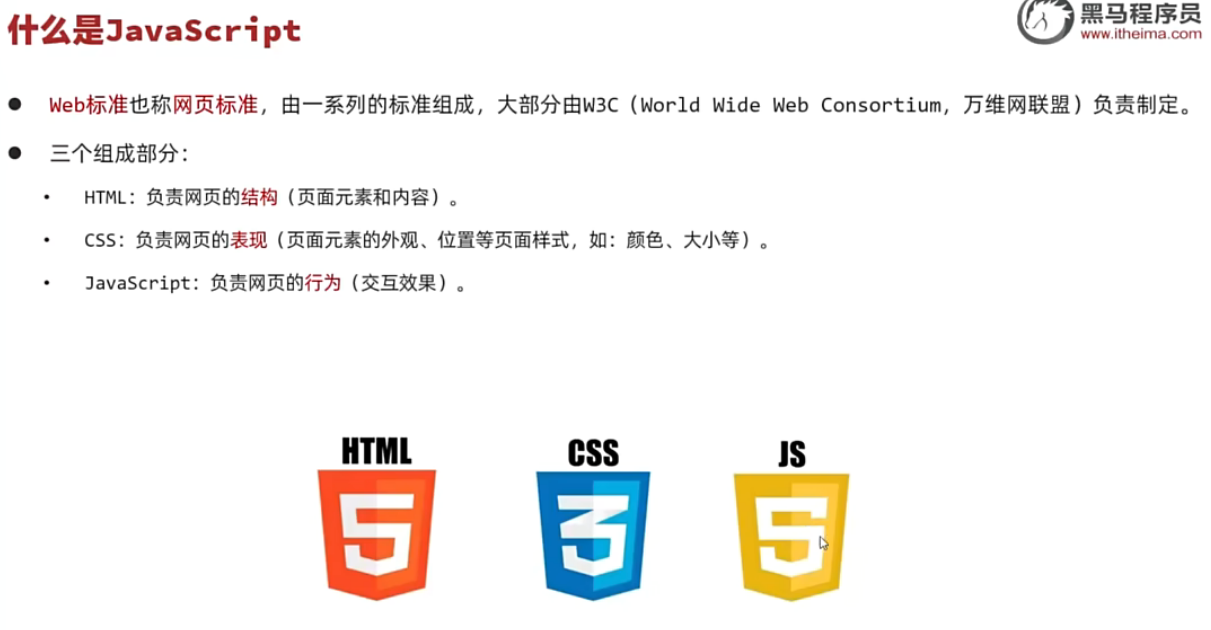 什么是JavaScript
黑马程序员
www.itheima.com
Web标准也称网页标准，由一系列的标准组成，大部分由W3C（World Wide Web Consortium，万维网联盟）负责制定。
三个组成部分：
HTML：负责网页的结构（页面元素和内容）。
CSS：负责网页的表现（页面元素的外观、位置等页面样式，如：颜色、大小等）。
JavaScript：负责网页的行为（交互效果）。
HTML CSS JS
5 3 5